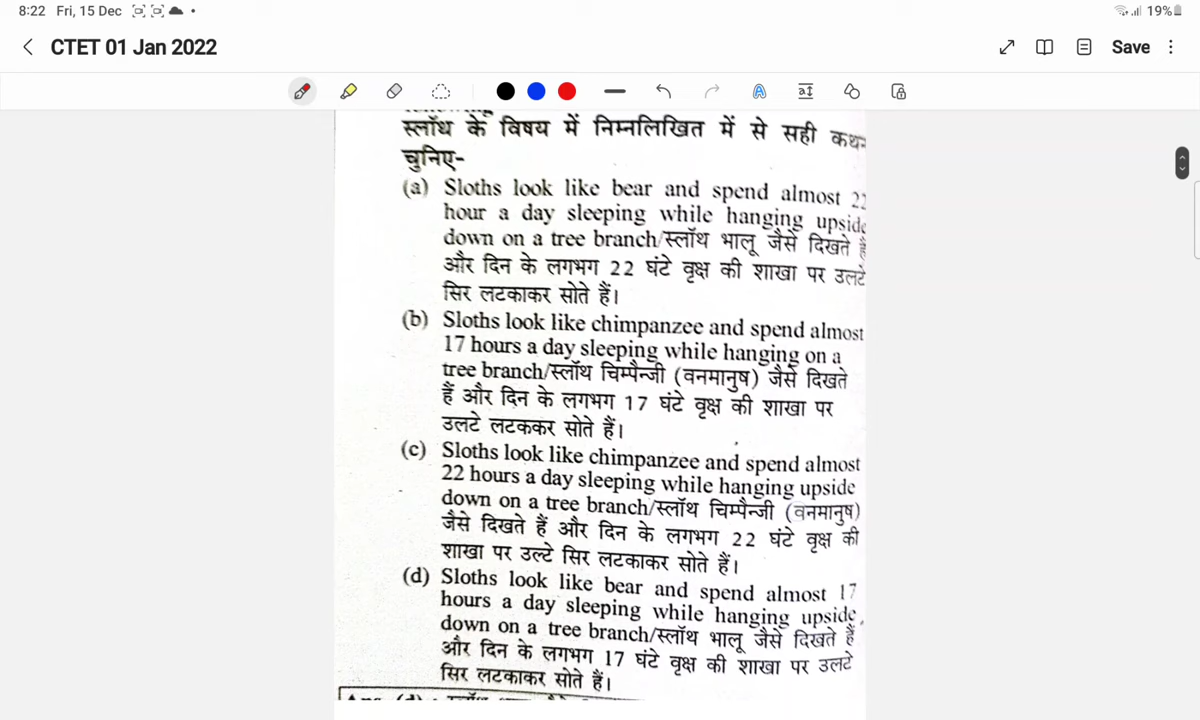 8:22 Fri, 15 Dec
19%
CTET 01 Jan 2022
Save
स्लॉथ के विषय में निम्नलिखित में से सही
चुनिए-
(a) Sloths look like bear and spend almost 22
hour a day sleeping while hanging upside
down on a tree branch/स्लॉथ भालू जैसे दिखते हैं
और दिन के लगभग 22 घंटे वृक्ष की शाखा पर उलटे
सिर लटकाकर सोते हैं।
(b) Sloths look like chimpanzee and spend almost
17 hours a day sleeping while hanging on a
tree branch/स्लॉथ चिम्पैन्जी (वनमानुष) जैसे दिखते
हैं और दिन के लगभग 17 घंटे वृक्ष की शाखा पर
उलटे लटककर सोते हैं।
(c) Sloths look like chimpanzee and spend almost
22 hours a day sleeping while hanging upside
down on a tree branch/स्लॉथ चिम्पैन्जी (वनमानुष)
जैसे दिखते हैं और दिन के लगभग 22 घंटे वृक्ष की
शाखा पर उल्टे सिर लटकाकर सोते हैं।
(d) Sloths look like bear and spend almost 17
hours a day sleeping while hanging upside
down on a tree branch/स्लॉथ भालू जैसे दिखते हैं
और दिन के लगभग 17 घंटे वृक्ष की शाखा पर उलटे
सिर लटकाकर सोते हैं।